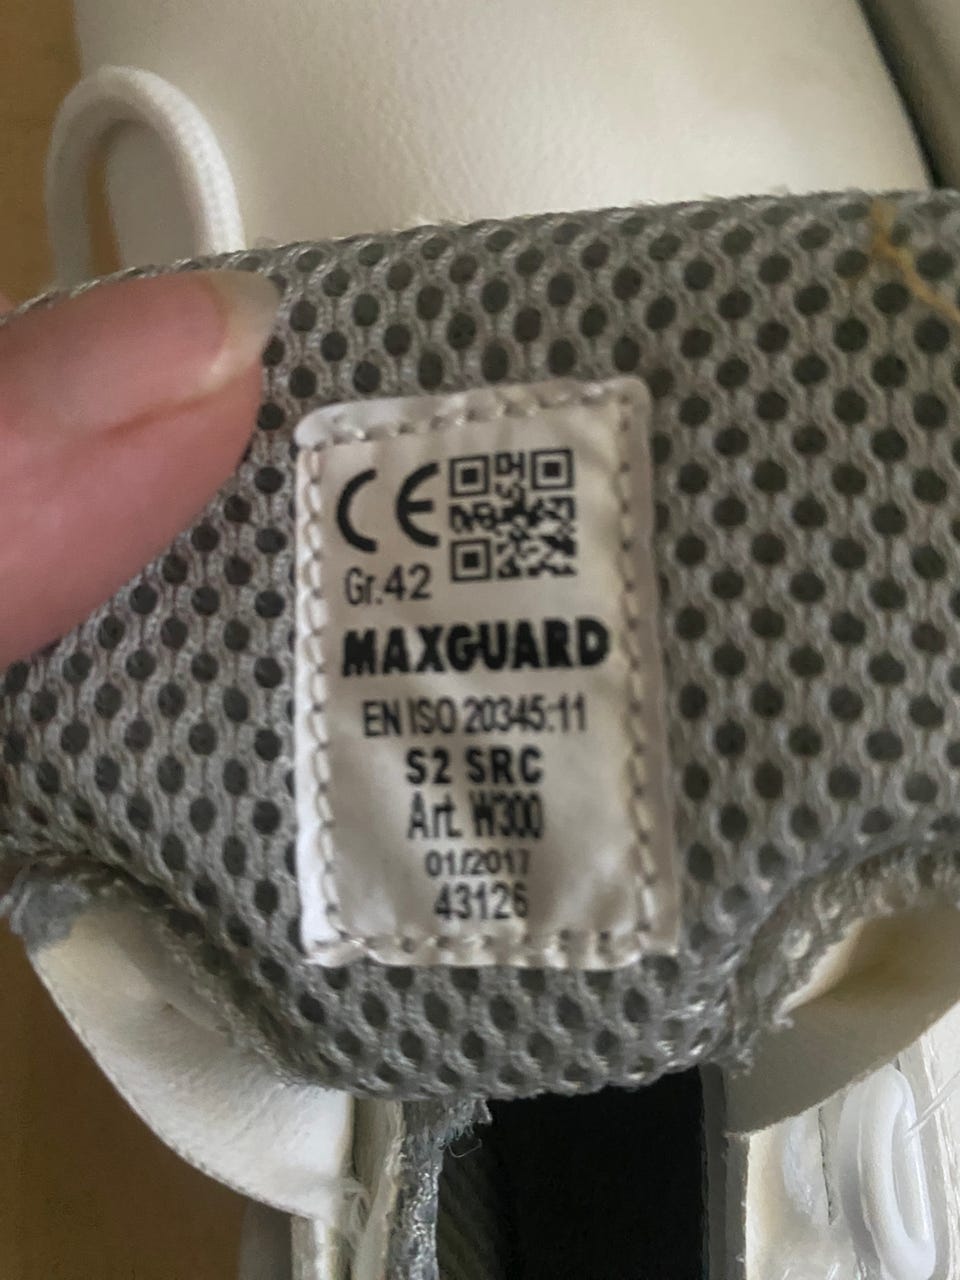 CE
Gr.42
MAXGUARD
EN ISO 20345:11
S2 SRC
Art. W300
01/2017
43126